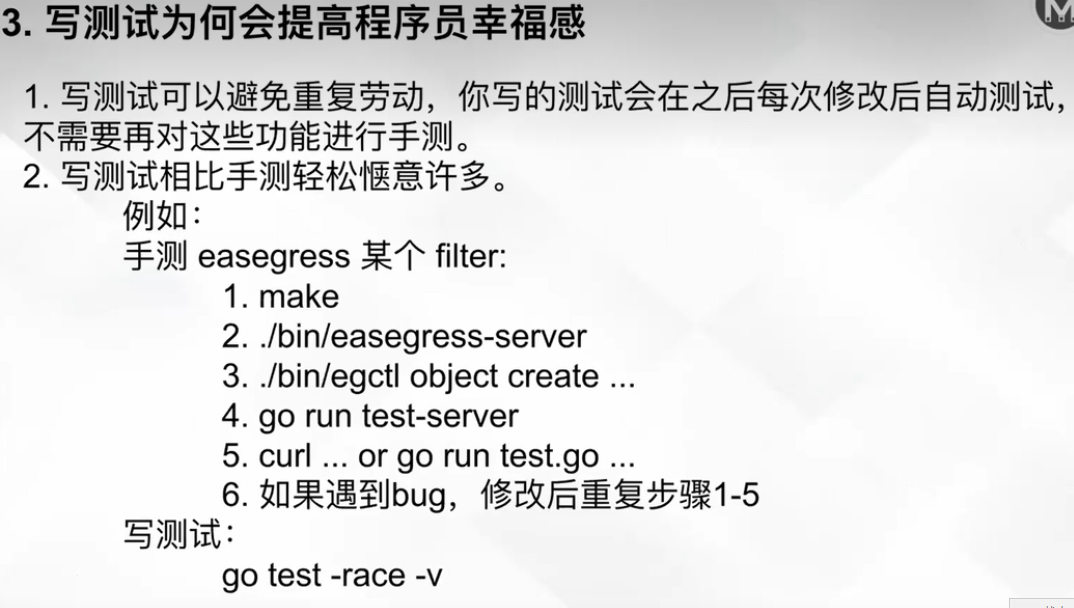 3. 写测试为何会提高程序员幸福感
1. 写测试可以避免重复劳动，你写的测试会在之后每次修改后自动测试，
不需要再对这些功能进行手测。
2. 写测试相比手测轻松惬意许多。
例如：
手测 easegress 某个 filter:
1. make
2. ./bin/easegress-server
3. ./bin/egctl object create ...
4. go run test-server
5. curl ... or go run test.go ...
6. 如果遇到bug，修改后重复步骤1-5
写测试：
go test -race -v